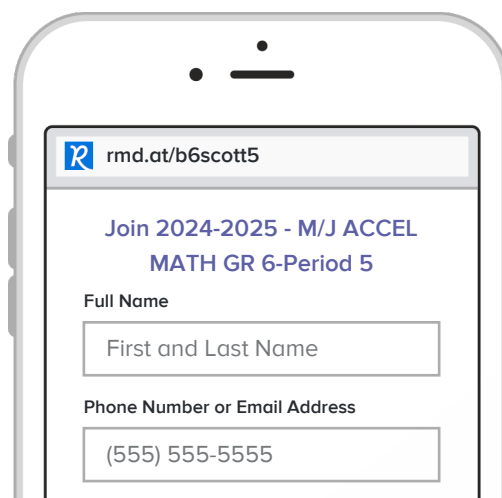 rmd.at/b6scott5
Join 2024-2025 - M/J ACCEL
MATH GR 6-Period 5
Full Name
First and Last Name
Phone Number or Email Address
(555) 555-5555